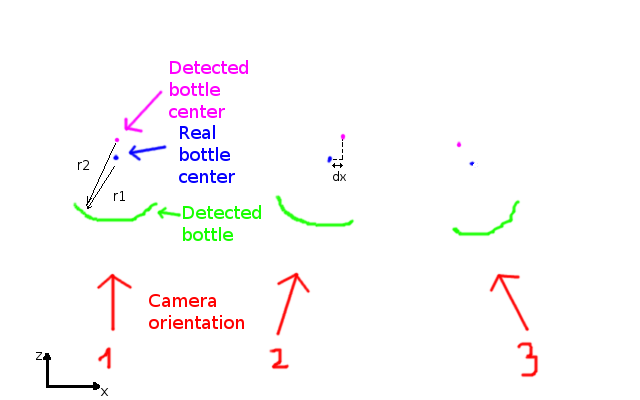 Detected
bottle
center
Real
bottle
center
r2
r1
dx
Detected
bottle
Camera
orientation
1
2
3
z
x